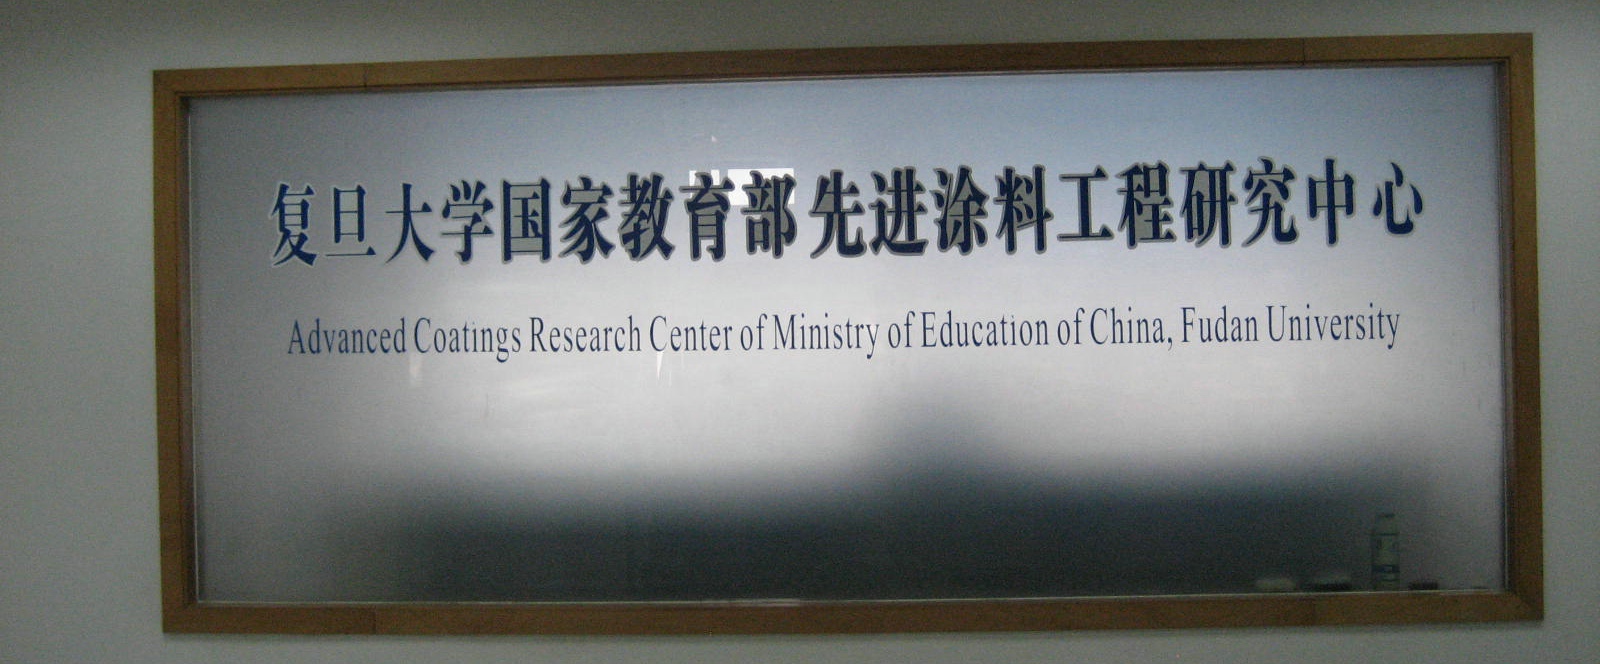 复旦大学国家教育部先进涂料工程研究中心
Advanced Coatings Research Center of Ministry of Education of China, Fudan University